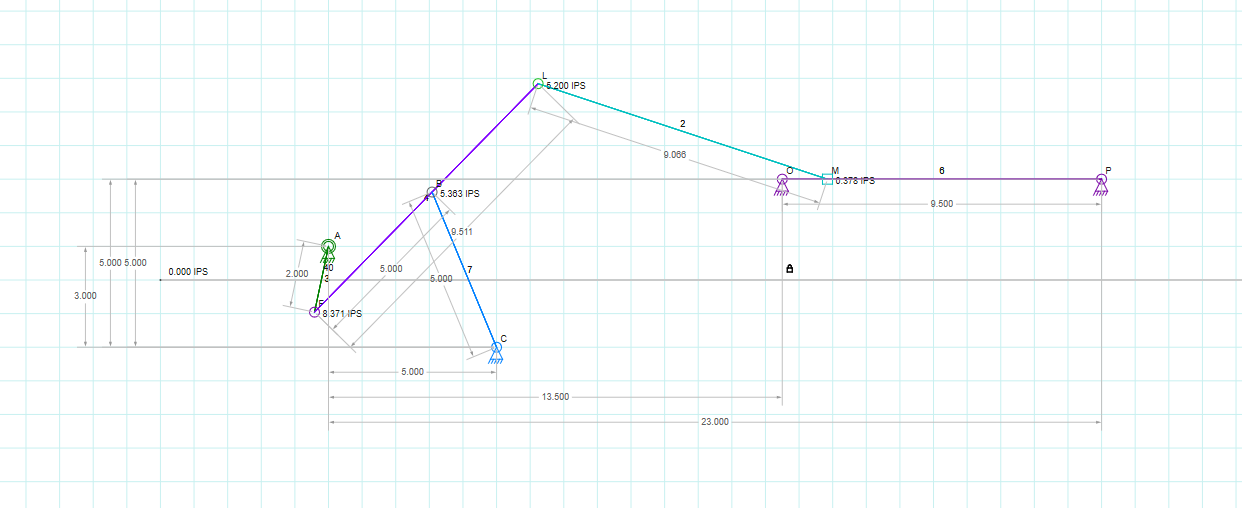 L
5.200 IPS
2
9.066
O
M
0.378 IPS
6
P
9.500
B
5.363 IPS
9.511
A
5.000 5.000
0.000 IPS
2.000
40
3
5.000
5.000
7
3.000
8.371 IPS
C
5.000
13.500
23.000